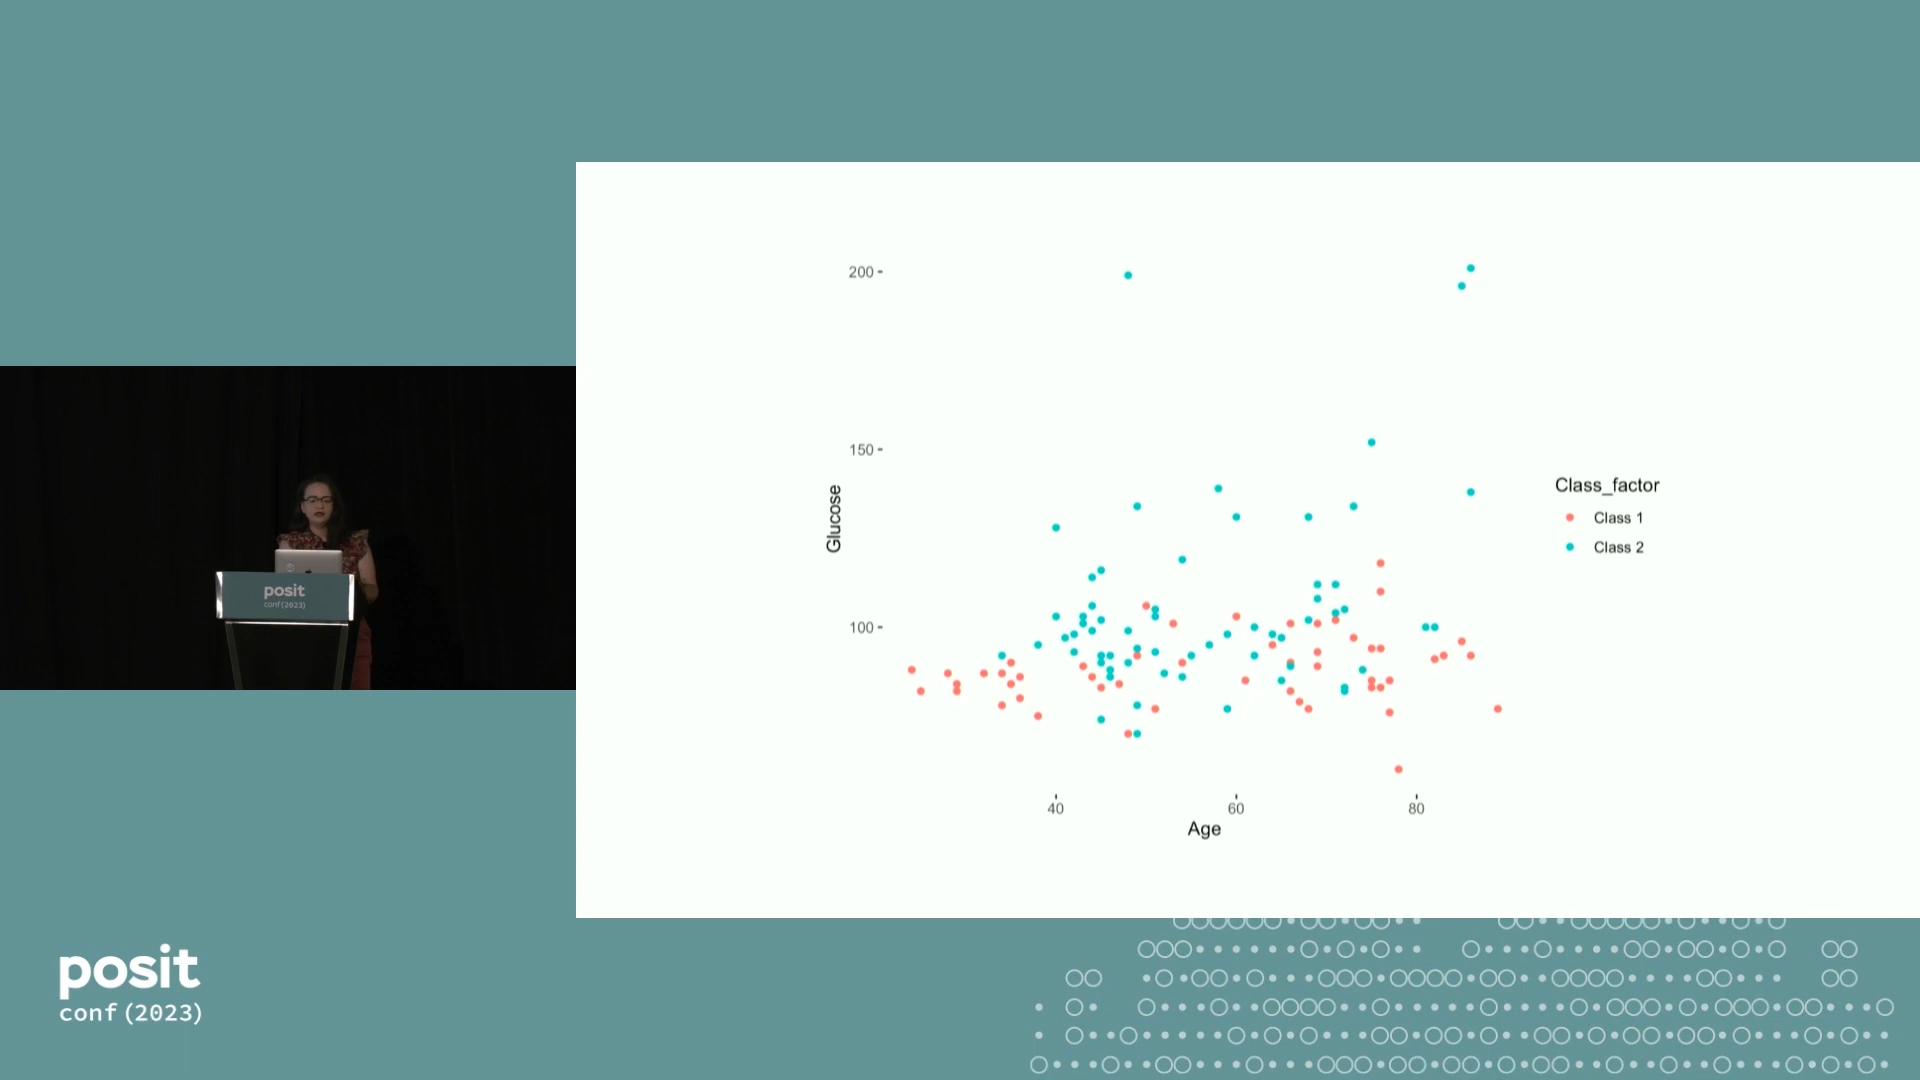 200
150
100
Glucose
40
60
80
Age
Class_factor
Class 1
Class 2
posit
conf(2023)
posit
conf(2023)